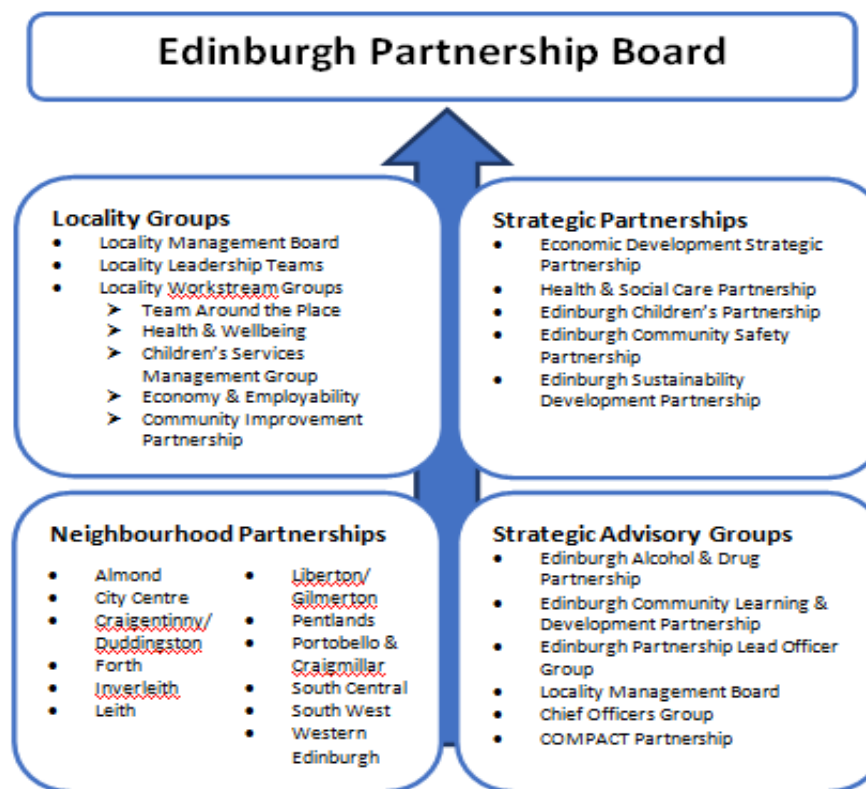 Edinburgh Partnership Board
Locality Groups
• Locality Management Board
• Locality Leadership Teams
• Locality Workstream Groups
➤ Team Around the Place
➤ Health & Wellbeing
➤ Children's Services
Management Group
➤ Economy & Employability
➤ Community Improvement
Partnership
Strategic Partnerships
• Economic Development Strategic
Partnership
• Health & Social Care Partnership
• Edinburgh Children's Partnership
• Edinburgh Community Safety
Partnership
• Edinburgh Sustainability
Development Partnership
Neighbourhood Partnerships
• Almond
• City Centre
• Craigentinny/
Duddingston
• Forth
• Inverleith
• Leith
• Liberton/
Gilmerton
• Pentlands
• Portobello &
Craigmillar
• South Central
• South West
• Western
Edinburgh
Strategic Advisory Groups
• Edinburgh Alcohol & Drug
Partnership
• Edinburgh Community Learning &
Development Partnership
• Edinburgh Partnership Lead Officer
Group
• Locality Management Board
• Chief Officers Group
• COMPACT Partnership